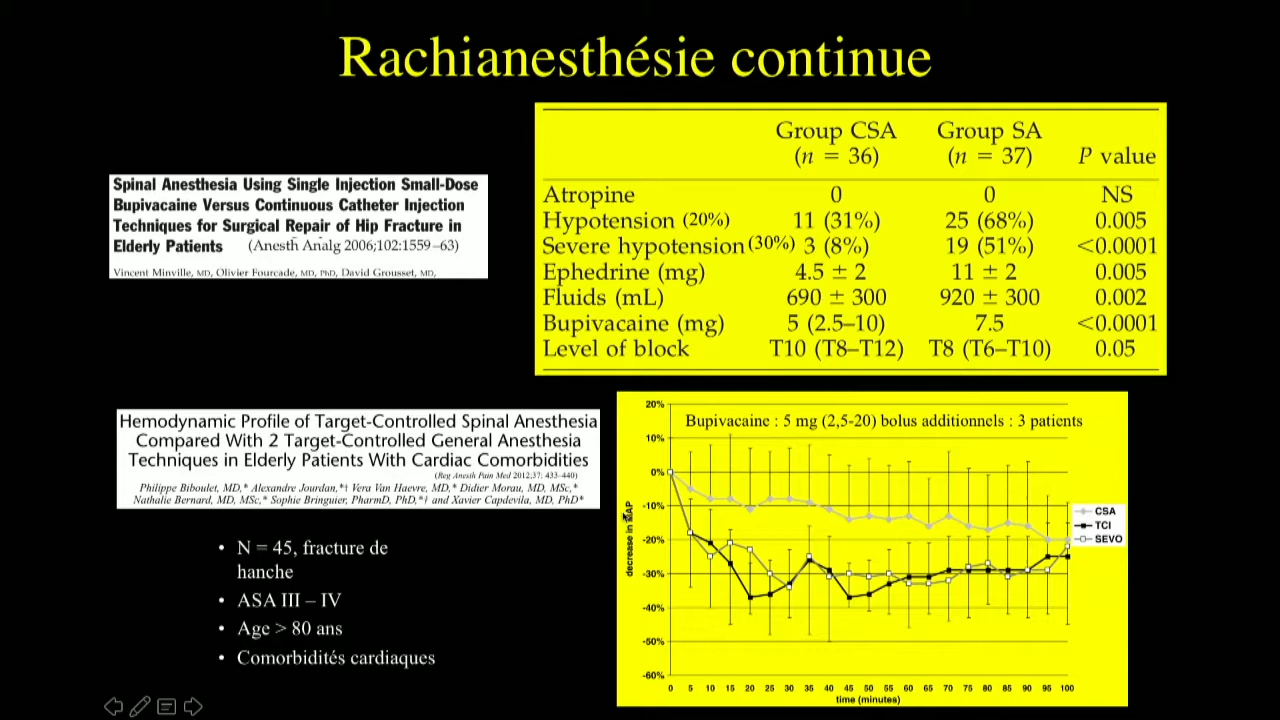 Rachianesthésie continue
Spinal Anesthesia Using Single Injection Small-Dose
Bupivacaine Versus Continuous Catheter Injection
Techniques for Surgical Repair of Hip Fracture in
Elderly Patients (Anesth Analg 2006;102:1559–63)
Vincent Minville, MD, Olivier Fourcade, MD, PhD, David Grousset, MD,
Group CSA Group SA
(n = 36) (n = 37) P value
Atropine 0 0 NS
Hypotension (20%) 11 (31%) 25 (68%) 0.005
Severe hypotension (30%) 3 (8%) 19 (51%) <0.0001
Ephedrine (mg) 4.5 ± 2 11 ± 2 0.005
Fluids (mL) 690 ± 300 920 ± 300 0.002
Bupivacaine (mg) 5 (2.5–10) 7.5 <0.0001
Level of block T10 (T8–T12) T8 (T6–T10) 0.05
Hemodynamic Profile of Target-Controlled Spinal Anesthesia
Compared With 2 Target-Controlled General Anesthesia
Techniques in Elderly Patients With Cardiac Comorbidities
(Reg Anesth Pain Med 2012;37: 433-440)
Philippe Biboulet, MD,* Alexandre Jourdan,*† Vera Van Haevre, MD,* Didier Morau, MD, MSc,*
Nathalie Bernard, MD, MSc,* Sophie Bringuier, PharmD, PhD,*† and Xavier Capdevila, MD, PhD*
• N = 45, fracture de
hanche
• ASA III – IV
• Age > 80 ans
• Comorbidités cardiaques
Bupivacaine : 5 mg (2,5-20) bolus additionnels : 3 patients
20%
10%
0%
-10%
-20%
-30%
-40%
-50%
-60%
decrease in MAP
CSA
TCI
SEVO
0 5 10 15 20 25 30 35 40 45 50 55 60 65 70 75 80 85 90 95 100
time (minutes)